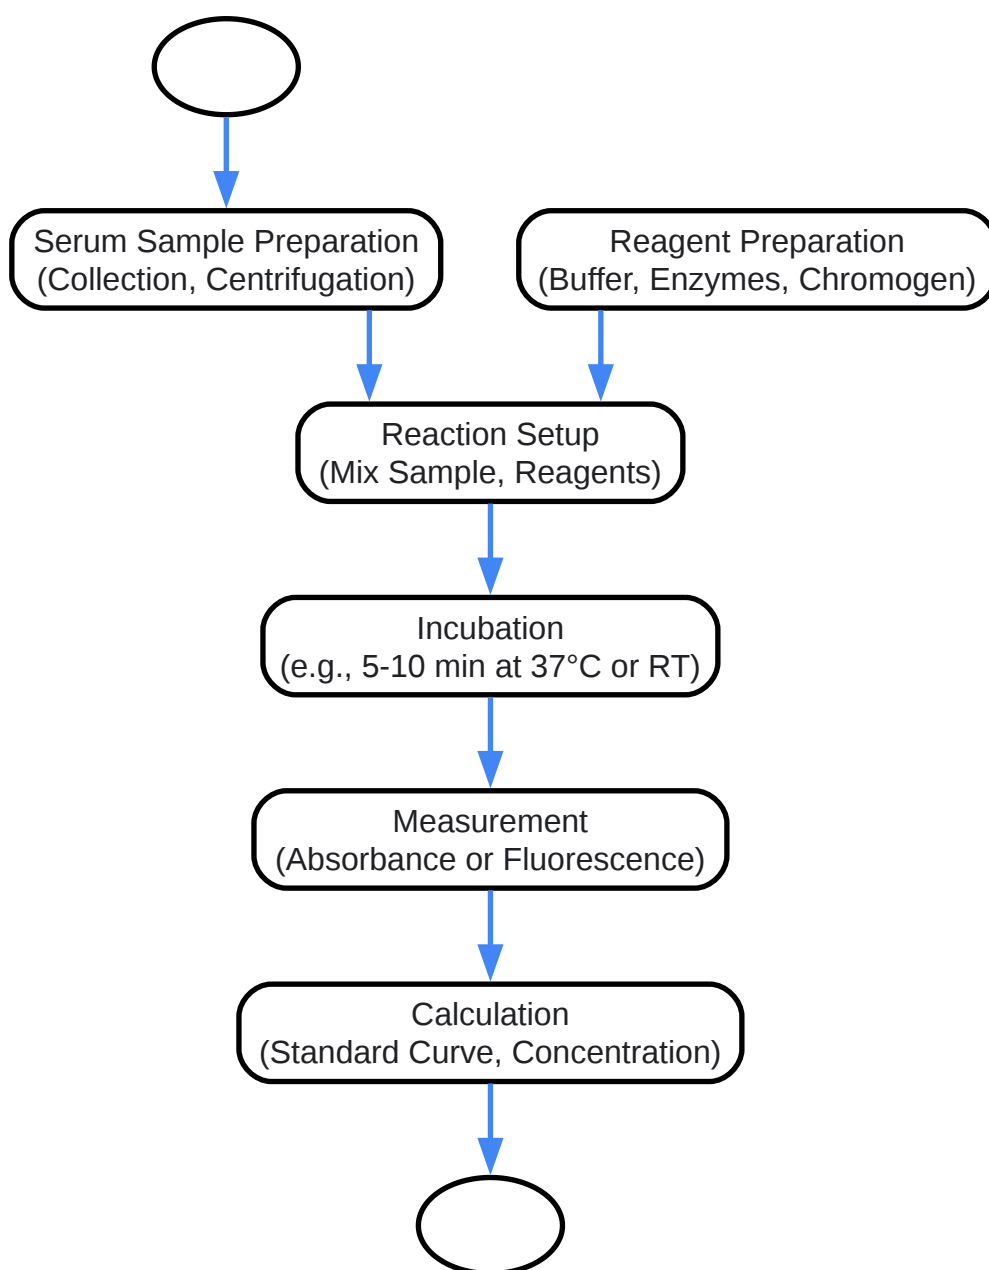 Serum Sample Preparation
(Collection, Centrifugation)
Reagent Preparation
(Buffer, Enzymes, Chromogen)
Reaction Setup
(Mix Sample, Reagents)
Incubation
(e.g., 5-10 min at 37°C or RT)
Measurement
(Absorbance or Fluorescence)
Calculation
(Standard Curve, Concentration)